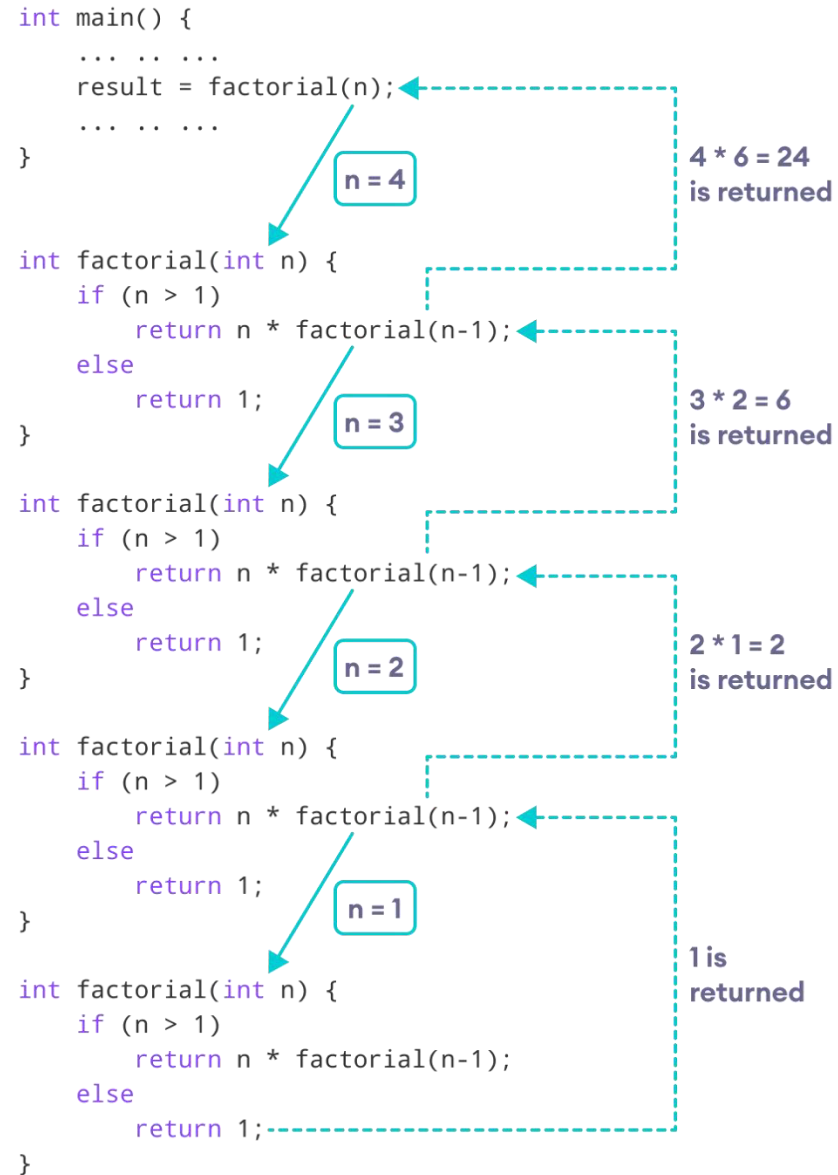 int main() {
    ... .. ...
    result = factorial(n);
    ... .. ...
}
4 * 6 = 24
is returned
n = 4
int factorial(int n) {
    if (n > 1)
        return n * factorial(n-1);
    else
        return 1;
}
3 * 2 = 6
is returned
n = 3
int factorial(int n) {
    if (n > 1)
        return n * factorial(n-1);
    else
        return 1;
}
2 * 1 = 2
is returned
n = 2
int factorial(int n) {
    if (n > 1)
        return n * factorial(n-1);
    else
        return 1;
}
n = 1
1 is
returned
int factorial(int n) {
    if (n > 1)
        return n * factorial(n-1);
    else
        return 1;
}